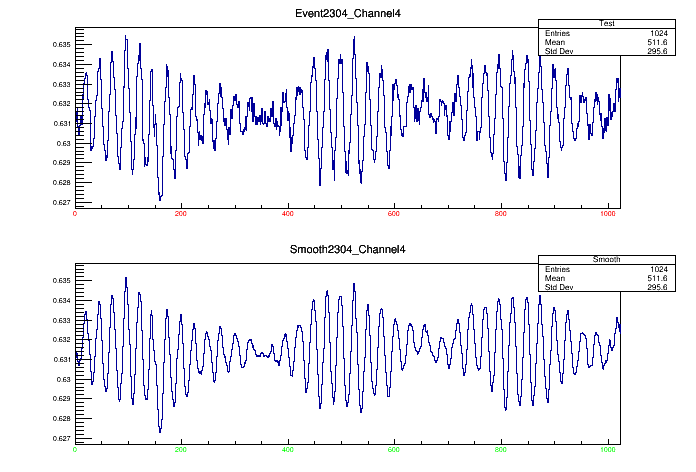 Event2304_Channel4
Test
Entries 1024
Mean 511.6
Std Dev 295.6
0.635
0.634
0.633
0.632
0.631
0.63
0.629
0.628
0.627
0 200 400 600 800 1000
Smooth2304_Channel4
Smooth
Entries 1024
Mean 511.6
Std Dev 295.6
0.635
0.634
0.633
0.632
0.631
0.63
0.629
0.628
0.627
0 200 400 600 800 1000